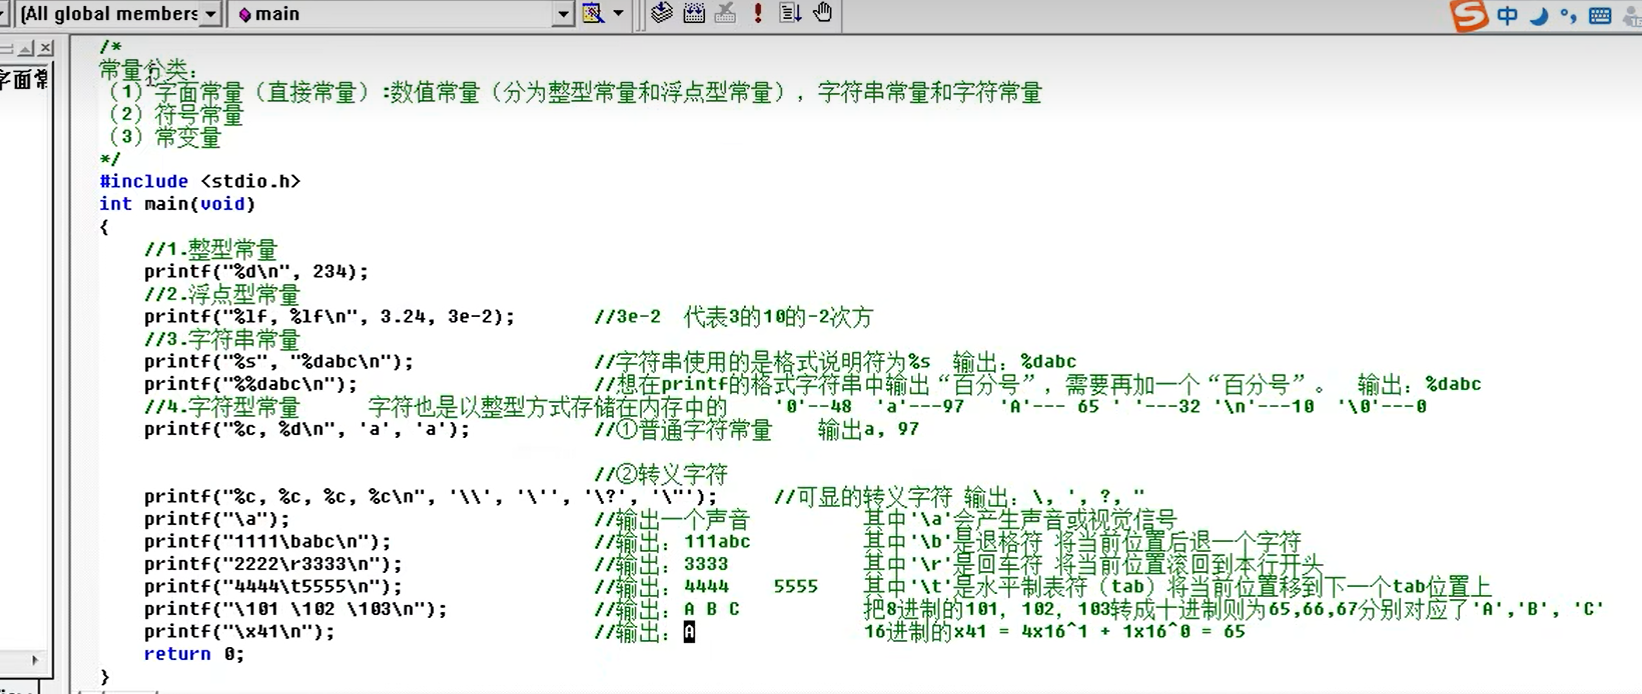 (All global members
main
中
/*
常量分类：
（1）字面常量（直接常量）:数值常量（分为整型常量和浮点型常量），字符串常量和字符常量
（2）符号常量
（3）常变量
*/
字面常
#include <stdio.h>
int main(void)
{
//1.整型常量
printf("%d\n", 234);
//2.浮点型常量
printf("%lf, %lf\n", 3.24, 3e-2); //3e-2 代表3的10的-2次方
//3.字符串常量
printf("%s", "%dabc\n"); //字符串使用的是格式说明符为%s 输出：%dabc
printf("%%dabc\n"); //想在printf的格式字符串中输出“百分号”，需要再加一个“百分号”。 输出：%dabc
//4.字符型常量 字符也是以整型方式存储在内存中的 '0'--48 'a'---97 'A'--- 65 ' '---32 '\n'---10 '\0'---0
printf("%c, %d\n", 'a', 'a'); //①普通字符常量 输出a, 97
//②转义字符
printf("%c, %c, %c, %c\n", '\\', '\'', '\?', '\"'); //可显的转义字符 输出：\, ', ?, "
printf("\a"); //输出一个声音 其中'\a'会产生声音或视觉信号
printf("1111\babc\n"); //输出：111abc 其中'\b'是退格符 将当前位置后退一个字符
printf("2222\r3333\n"); //输出：3333 其中'\r'是回车符 将当前位置滚回到本行开头
printf("4444\t5555\n"); //输出：4444 5555 其中'\t'是水平制表符（tab）将当前位置移到下一个tab位置上
printf("\101 \102 \103\n"); //输出：A B C 把8进制的101, 102, 103转成十进制则为65,66,67分别对应了'A','B', 'C'
printf("\x41\n"); //输出：A 16进制的x41 = 4x16^1 + 1x16^0 = 65
return 0;
}